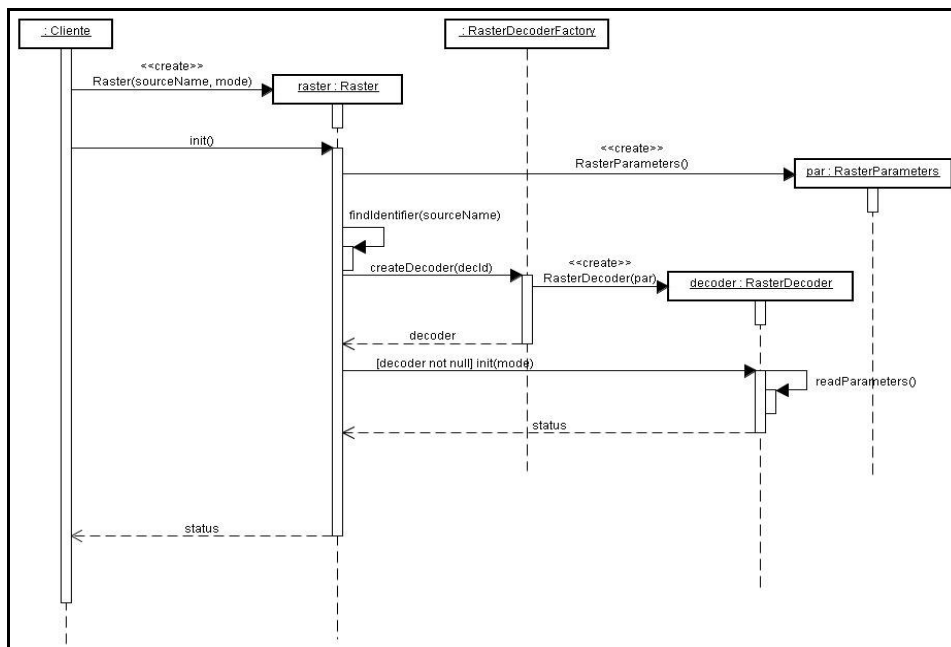 : Cliente
: RasterDecoderFactory
<<create>>
Raster(sourceName, mode)
raster : Raster
init()
<<create>>
RasterParameters()
par : RasterParameters
findIdentifier(sourceName)
createDecoder(decId)
<<create>>
RasterDecoder(par)
decoder : RasterDecoder
decoder
[decoder not null] init(mode)
readParameters()
status
status